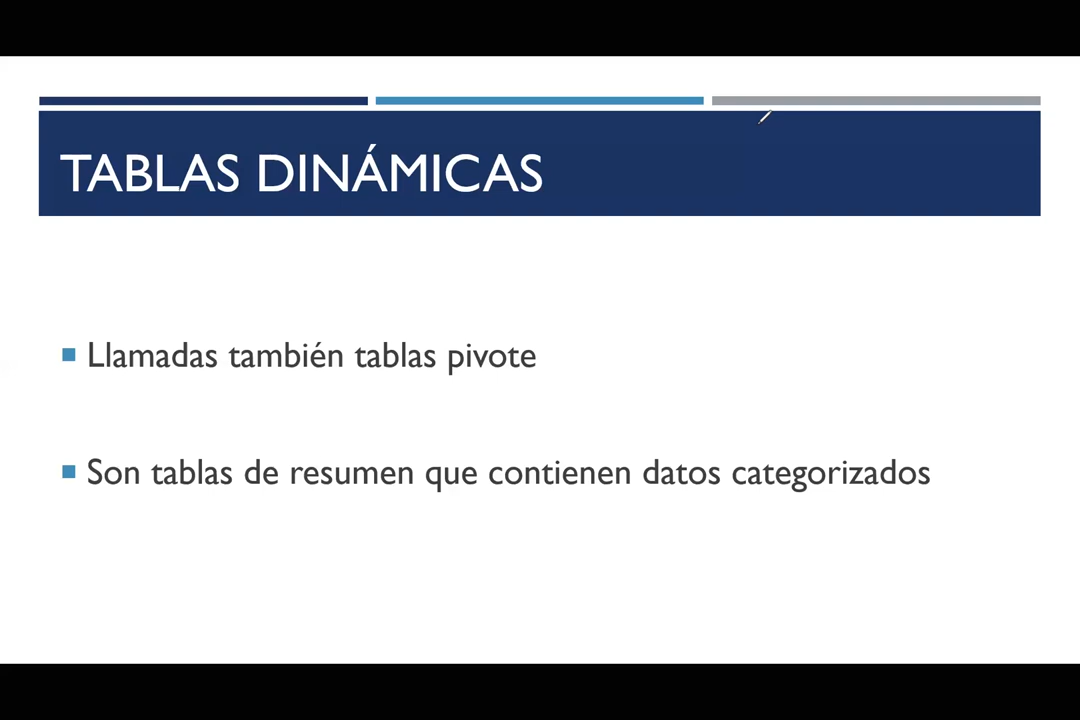 TABLAS DINÁMICAS
Llamadas también tablas pivote
Son tablas de resumen que contienen datos categorizados